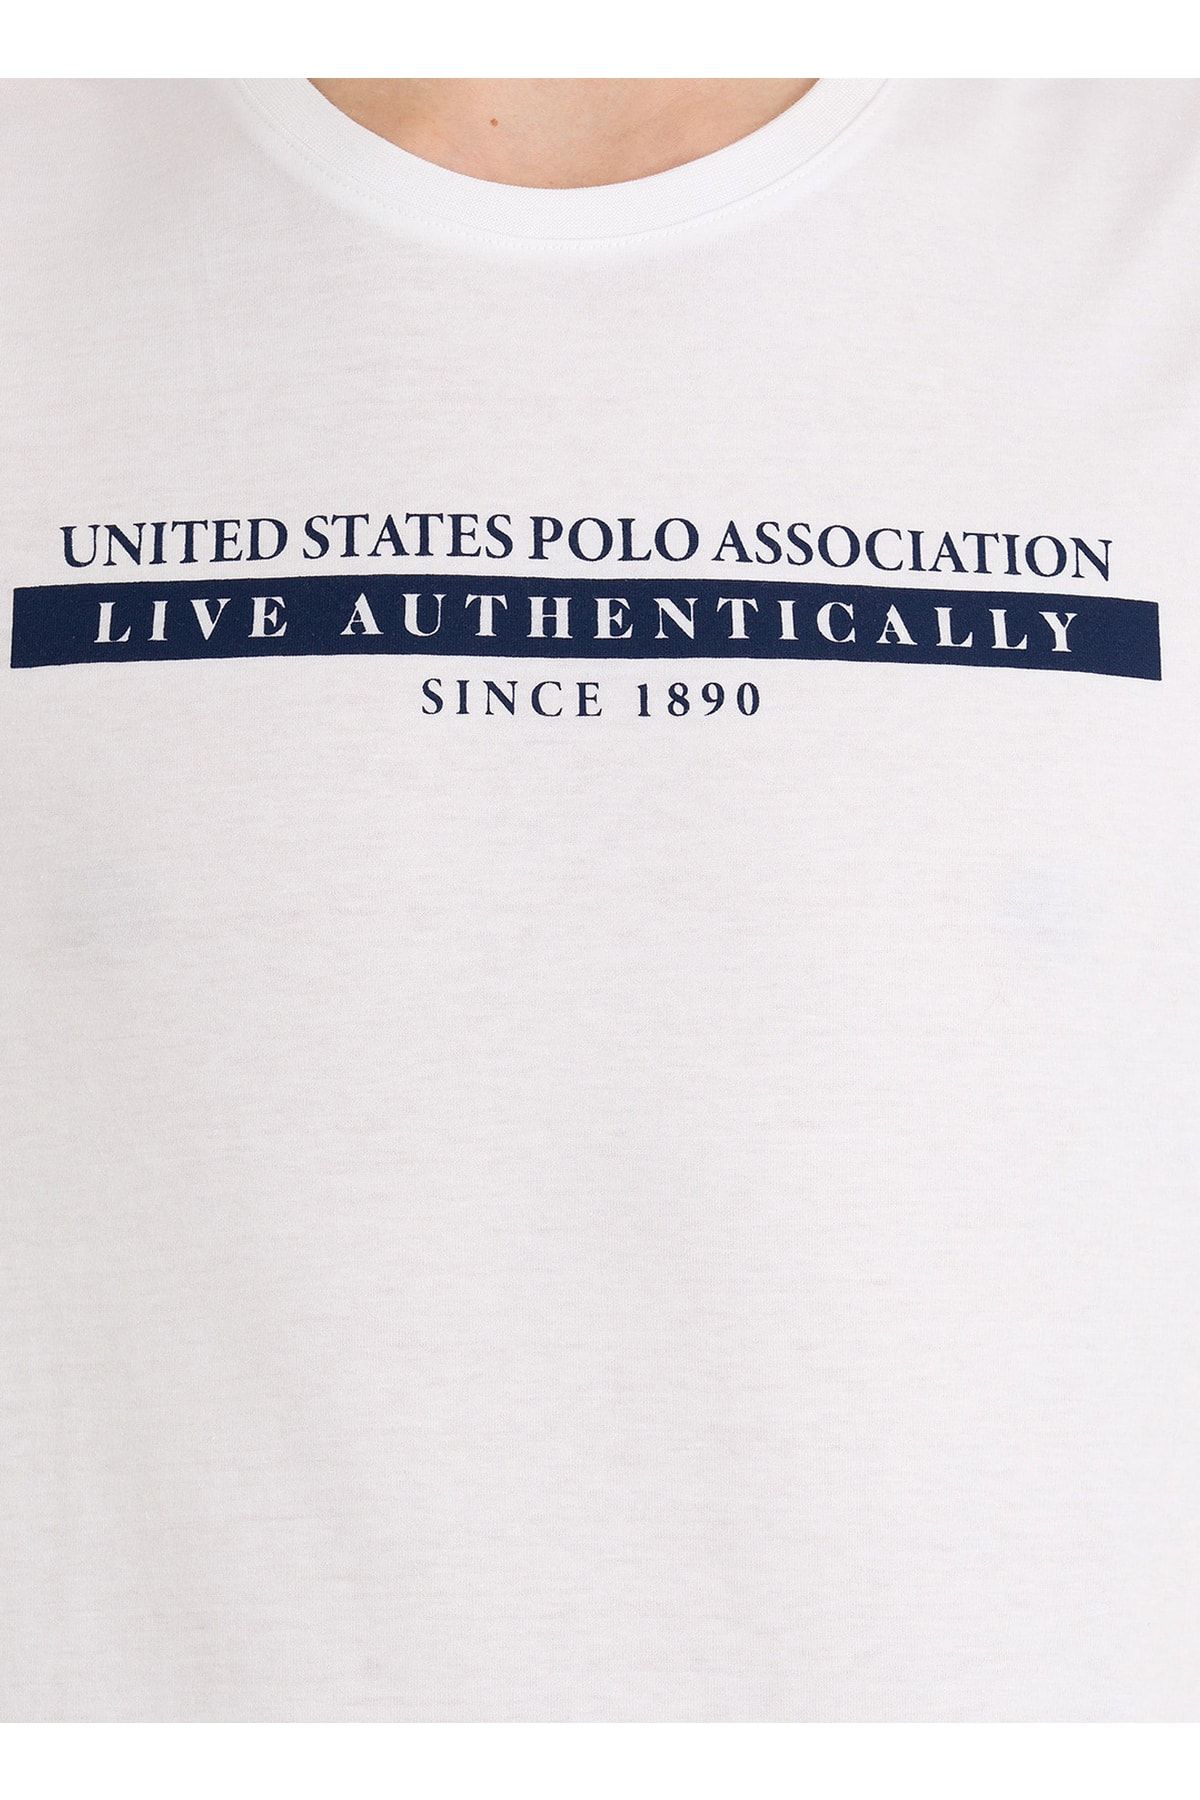 UNITED STATES POLO ASSOCIATION
LIVE AUTHENTICALLY
SINCE 1890